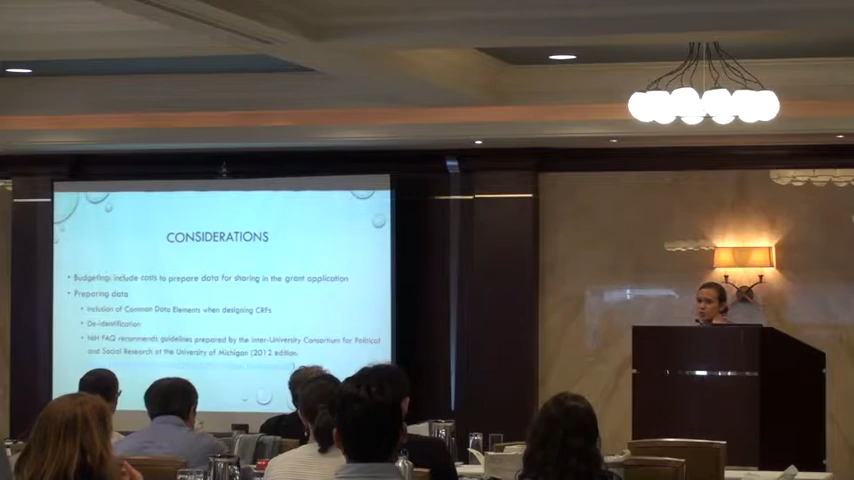 CONSIDERATIONS
• Budgeting: include costs to prepare data for sharing in the grant application
• Preparing data
• Inclusion of Common Data Elements when designing CRFs
• De-identification
• NIH FAQ recommends guidelines prepared by the Inter-University Consortium for Political
and Social Research at the University of Michigan (2012 edition